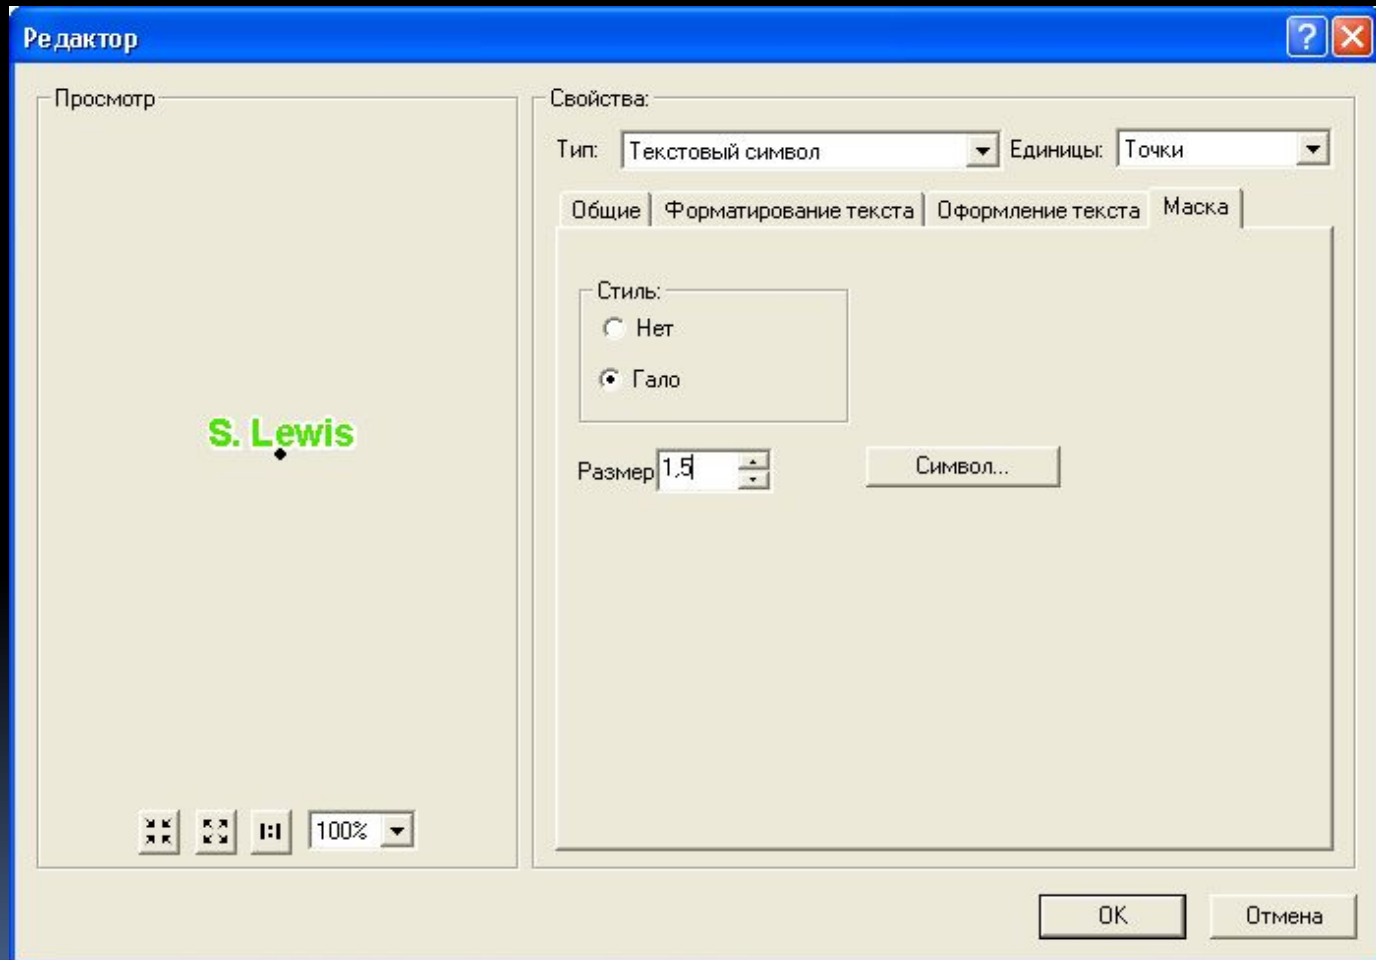 Редактор
Просмотр
S. Lewis
100%
Свойства:
Тип: Текстовый символ Единицы: Точки
Общие Форматирование текста Оформление текста Маска
Стиль:
Нет
Гало
Размер 1,5 Символ...
OK Отмена